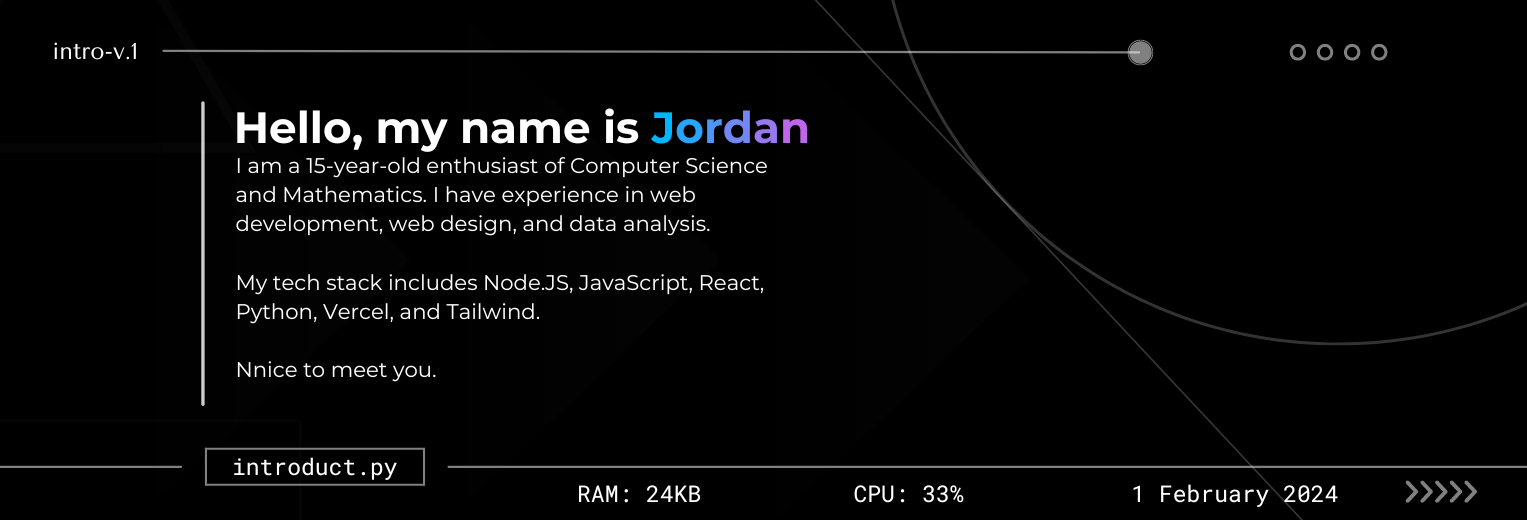 intro-v.1
Hello, my name is Jordan
I am a 15-year-old enthusiast of Computer Science
and Mathematics. I have experience in web
development, web design, and data analysis.
My tech stack includes Node.JS, JavaScript, React,
Python, Vercel, and Tailwind.
Nnice to meet you.
introduct.py
RAM: 24KB
CPU: 33%
1 February 2024